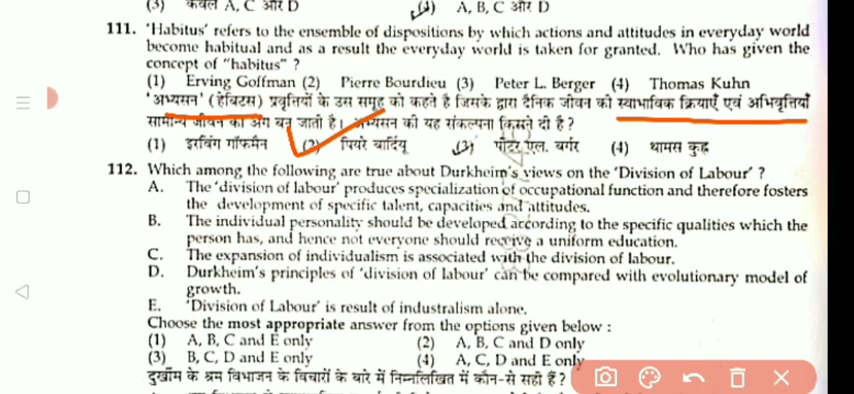 (3) केवल A, C और D (4) A, B, C और D
111. 'Habitus' refers to the ensemble of dispositions by which actions and attitudes in everyday world
become habitual and as a result the everyday world is taken for granted. Who has given the
concept of "habitus" ?
(1) Erving Goffman (2) Pierre Bourdieu (3) Peter L. Berger (4) Thomas Kuhn
'अभ्यसन' (हेबिटस) प्रवृत्तियों के उस समूह को कहते है जिसके द्वारा दैनिक जीवन की स्वाभाविक क्रियाएँ एवं अभिवृत्तियाँ
सामान्य जीवन का अंग बन जाती है। अभ्यसन की यह संकल्पना किसने दी है?
(1) इरविंग गॉफमैन (2) पियरे बार्दियू (3) पीटर एल. बर्गर (4) थामस कुह्न
112. Which among the following are true about Durkheim's views on the 'Division of Labour' ?
A. The 'division of labour' produces specialization of occupational function and therefore fosters
the development of specific talent, capacities and attitudes.
B. The individual personality should be developed according to the specific qualities which the
person has, and hence not everyone should receive a uniform education.
C. The expansion of individualism is associated with the division of labour.
D. Durkheim's principles of 'division of labour' can be compared with evolutionary model of
growth.
E. 'Division of Labour' is result of industralism alone.
Choose the most appropriate answer from the options given below :
(1) A, B, C and E only (2) A, B, C and D only
(3) B, C, D and E only (4) A, C, D and E only
दुर्खीम के श्रम विभाजन के विचारों के बारे में निम्नलिखित में कौन-से सही हैं?